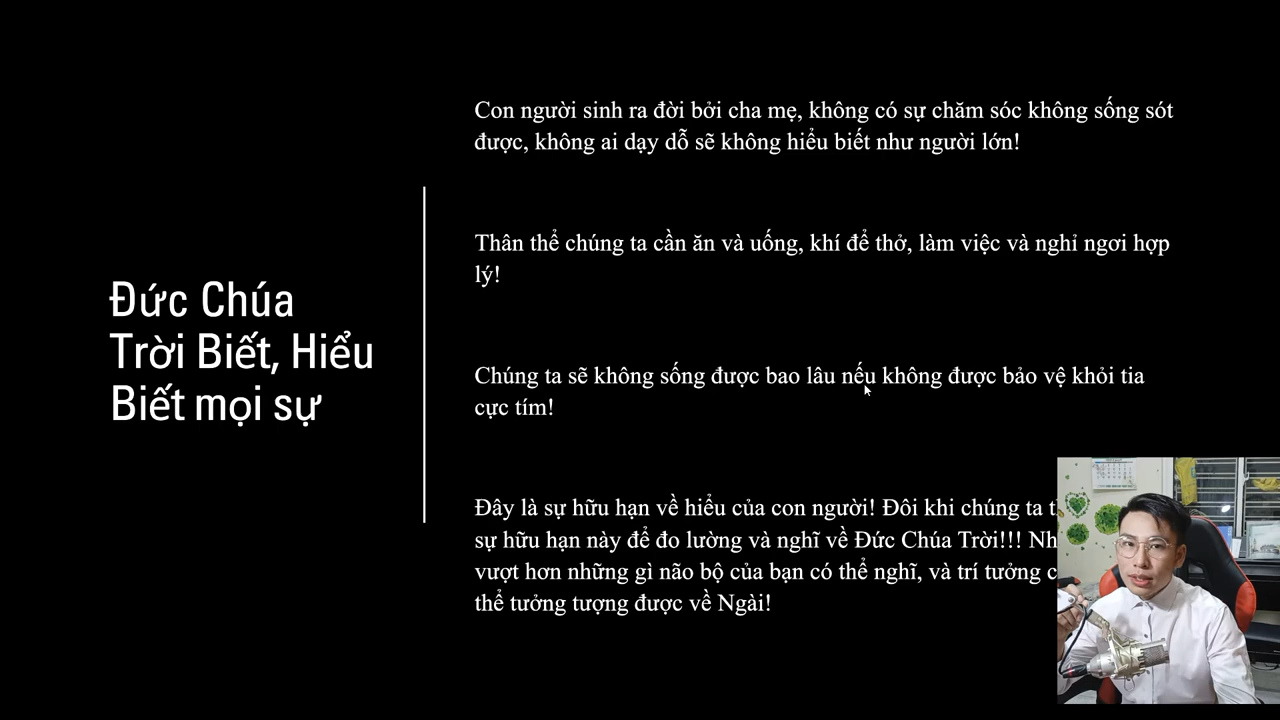 Đức Chúa
Trời Biết, Hiểu
Biết mọi sự
Con người sinh ra đời bởi cha mẹ, không có sự chăm sóc không sống sót
được, không ai dạy dỗ sẽ không hiểu biết như người lớn!
Thân thể chúng ta cần ăn và uống, khí để thở, làm việc và nghỉ ngơi hợp
lý!
Chúng ta sẽ không sống được bao lâu nếu không được bảo vệ khỏi tia
cực tím!
Đây là sự hữu hạn về hiểu của con người! Đôi khi chúng ta
sự hữu hạn này để đo lường và nghĩ về Đức Chúa Trời!!!
vượt hơn những gì não bộ của bạn có thể nghĩ, và trí tưởng
thể tưởng tượng được về Ngài!